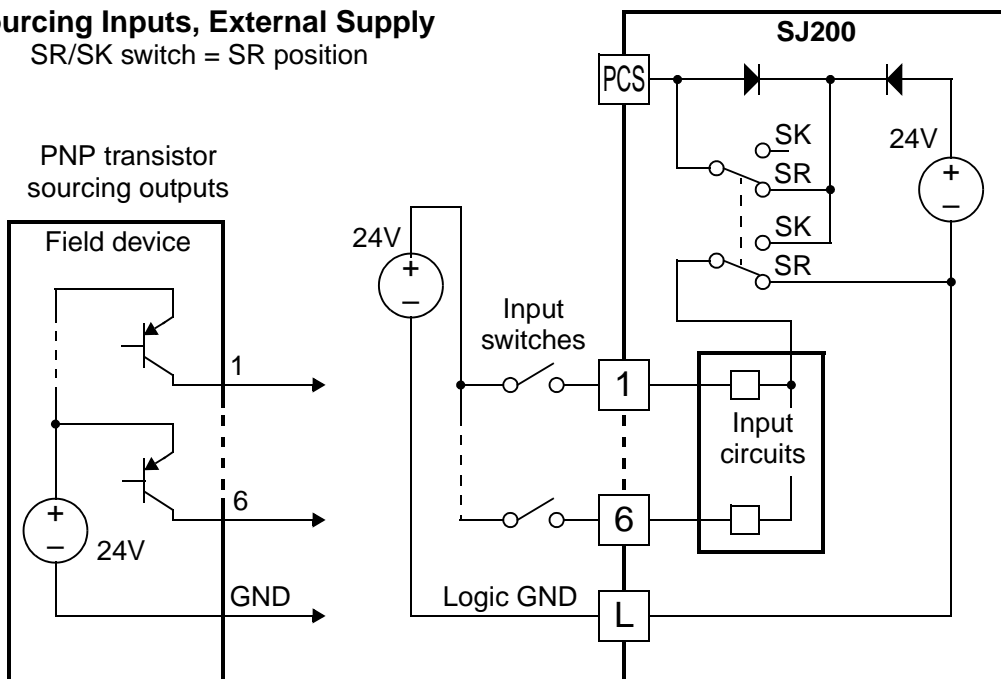 ourcing Inputs, External Supply
SR/SK switch = SR position
SJ200
PCS
SK
SR
24V
+
–
SK
SR
PNP transistor
sourcing outputs
Field device
1
6
+
–
24V
GND
24V
+
–
Input
switches
1
6
Logic GND
L
Input
circuits